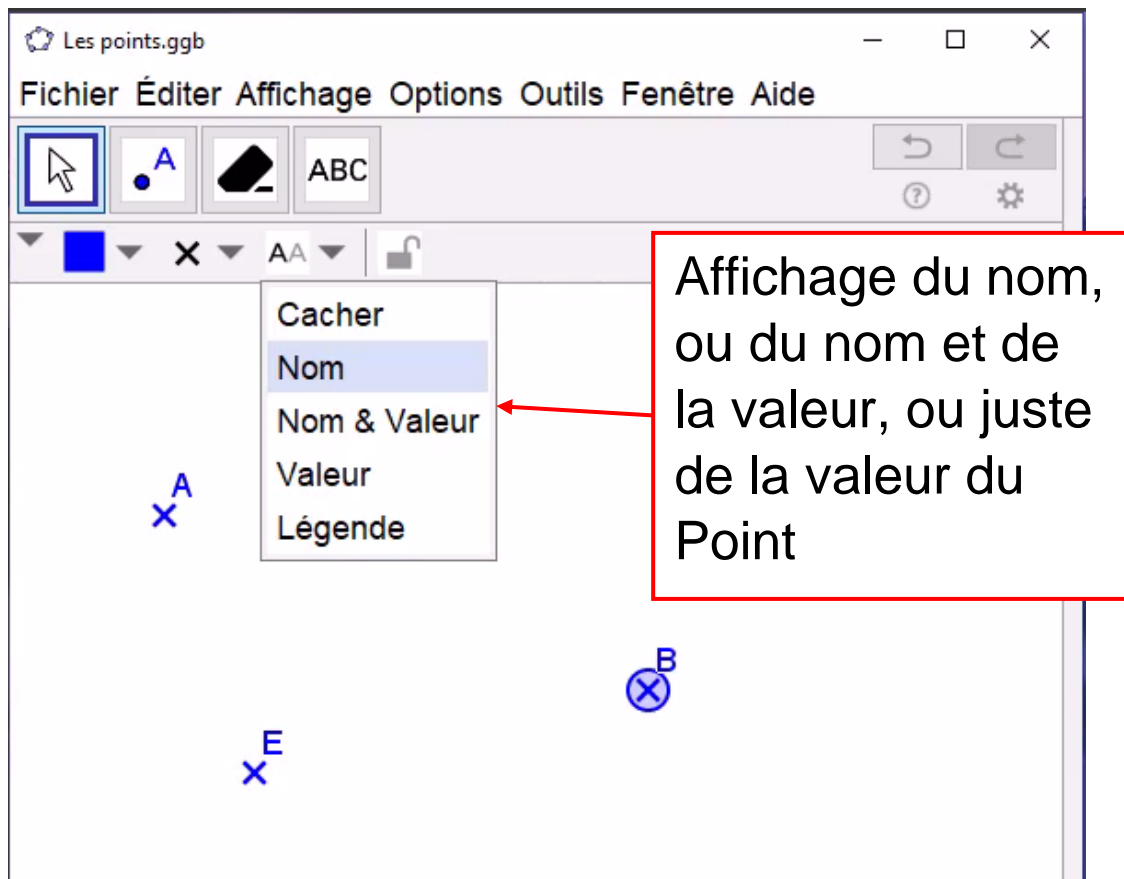 Les points.ggb
Fichier Éditer Affichage Options Outils Fenêtre Aide
A
ABC
AA
Cacher
Nom
Nom & Valeur
Valeur
Légende
Affichage du nom,
ou du nom et de
la valeur, ou juste
de la valeur du
Point
A
B
E